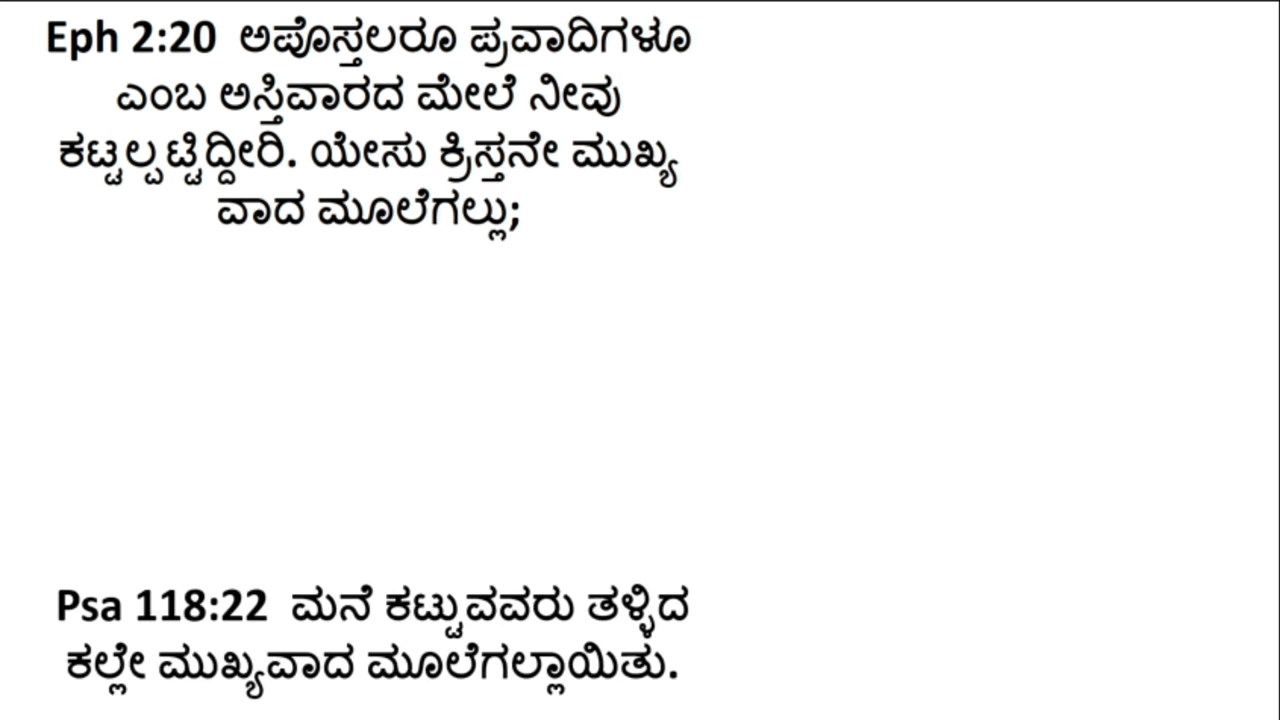 Eph 2:20 ಅಪೊಸ್ತಲರೂ ಪ್ರವಾದಿಗಳೂ
ಎಂಬ ಅಸ್ತಿವಾರದ ಮೇಲೆ ನೀವು
ಕಟ್ಟಲ್ಪಟ್ಟಿದ್ದೀರಿ. ಯೇಸು ಕ್ರಿಸ್ತನೇ ಮುಖ್ಯ
ವಾದ ಮೂಲೆಗಲ್ಲು;
Psa 118:22 ಮನೆ ಕಟ್ಟುವವರು ತಳ್ಳಿದ
ಕಲ್ಲೇ ಮುಖ್ಯವಾದ ಮೂಲೆಗಲ್ಲಾಯಿತು.